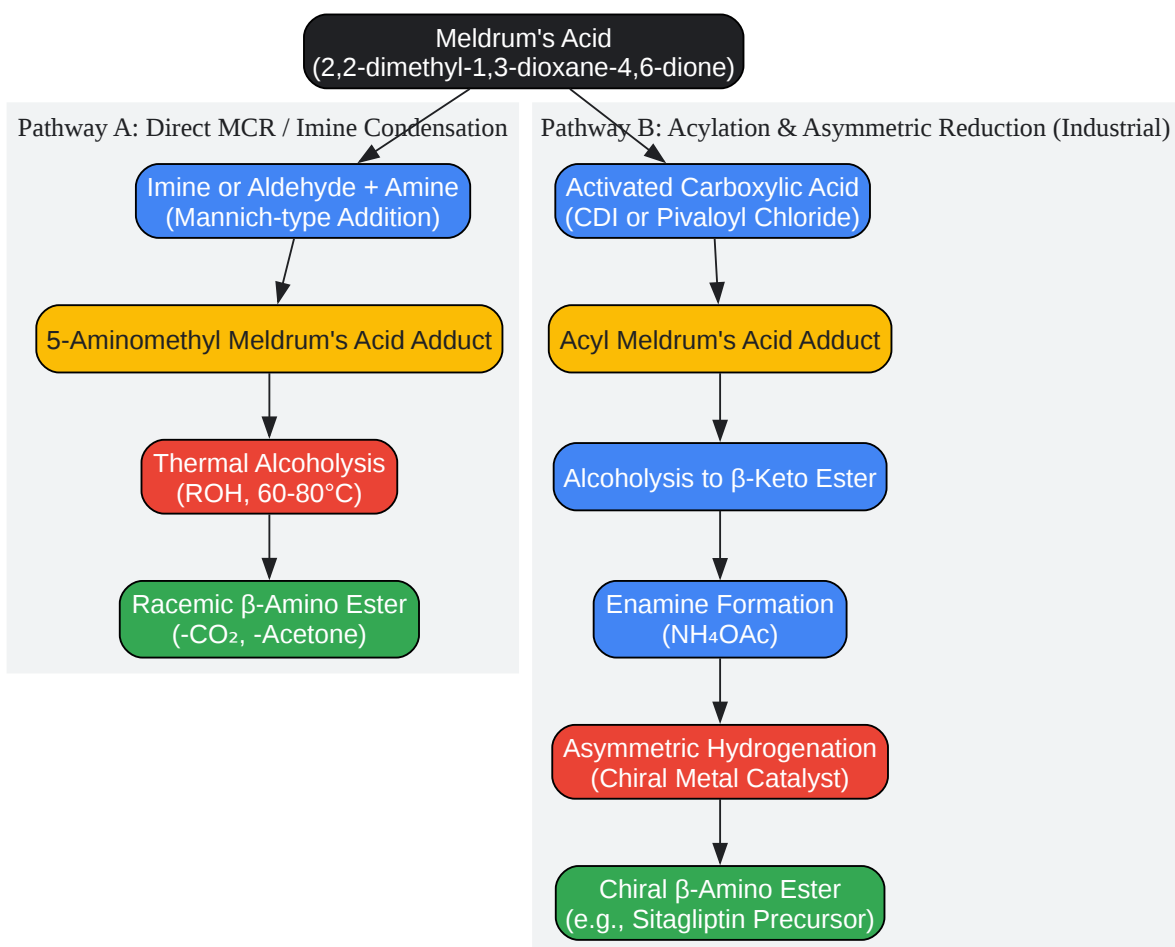 Meldrum's Acid
(2,2-dimethyl-1,3-dioxane-4,6-dione)
Pathway A: Direct MCR / Imine Condensation
Imine or Aldehyde + Amine
(Mannich-type Addition)
5-Aminomethyl Meldrum's Acid Adduct
Thermal Alcoholysis
(ROH, 60-80°C)
Racemic β-Amino Ester
(-CO₂, -Acetone)
Pathway B: Acylation & Asymmetric Reduction (Industrial)
Activated Carboxylic Acid
(CDI or Pivaloyl Chloride)
Acyl Meldrum's Acid Adduct
Alcoholysis to β-Keto Ester
Enamine Formation
(NH₄OAc)
Asymmetric Hydrogenation
(Chiral Metal Catalyst)
Chiral β-Amino Ester
(e.g., Sitagliptin Precursor)